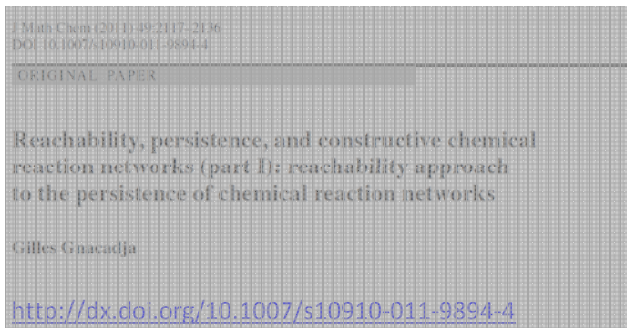 J Math Chem (2011) 49:2117–2136
DOI 10.1007/s10910-011-9894-4
ORIGINAL PAPER
Reachability, persistence, and constructive chemical
reaction networks (part I): reachability approach
to the persistence of chemical reaction networks
Gilles Gnacadja
http://dx.doi.org/10.1007/s10910-011-9894-4